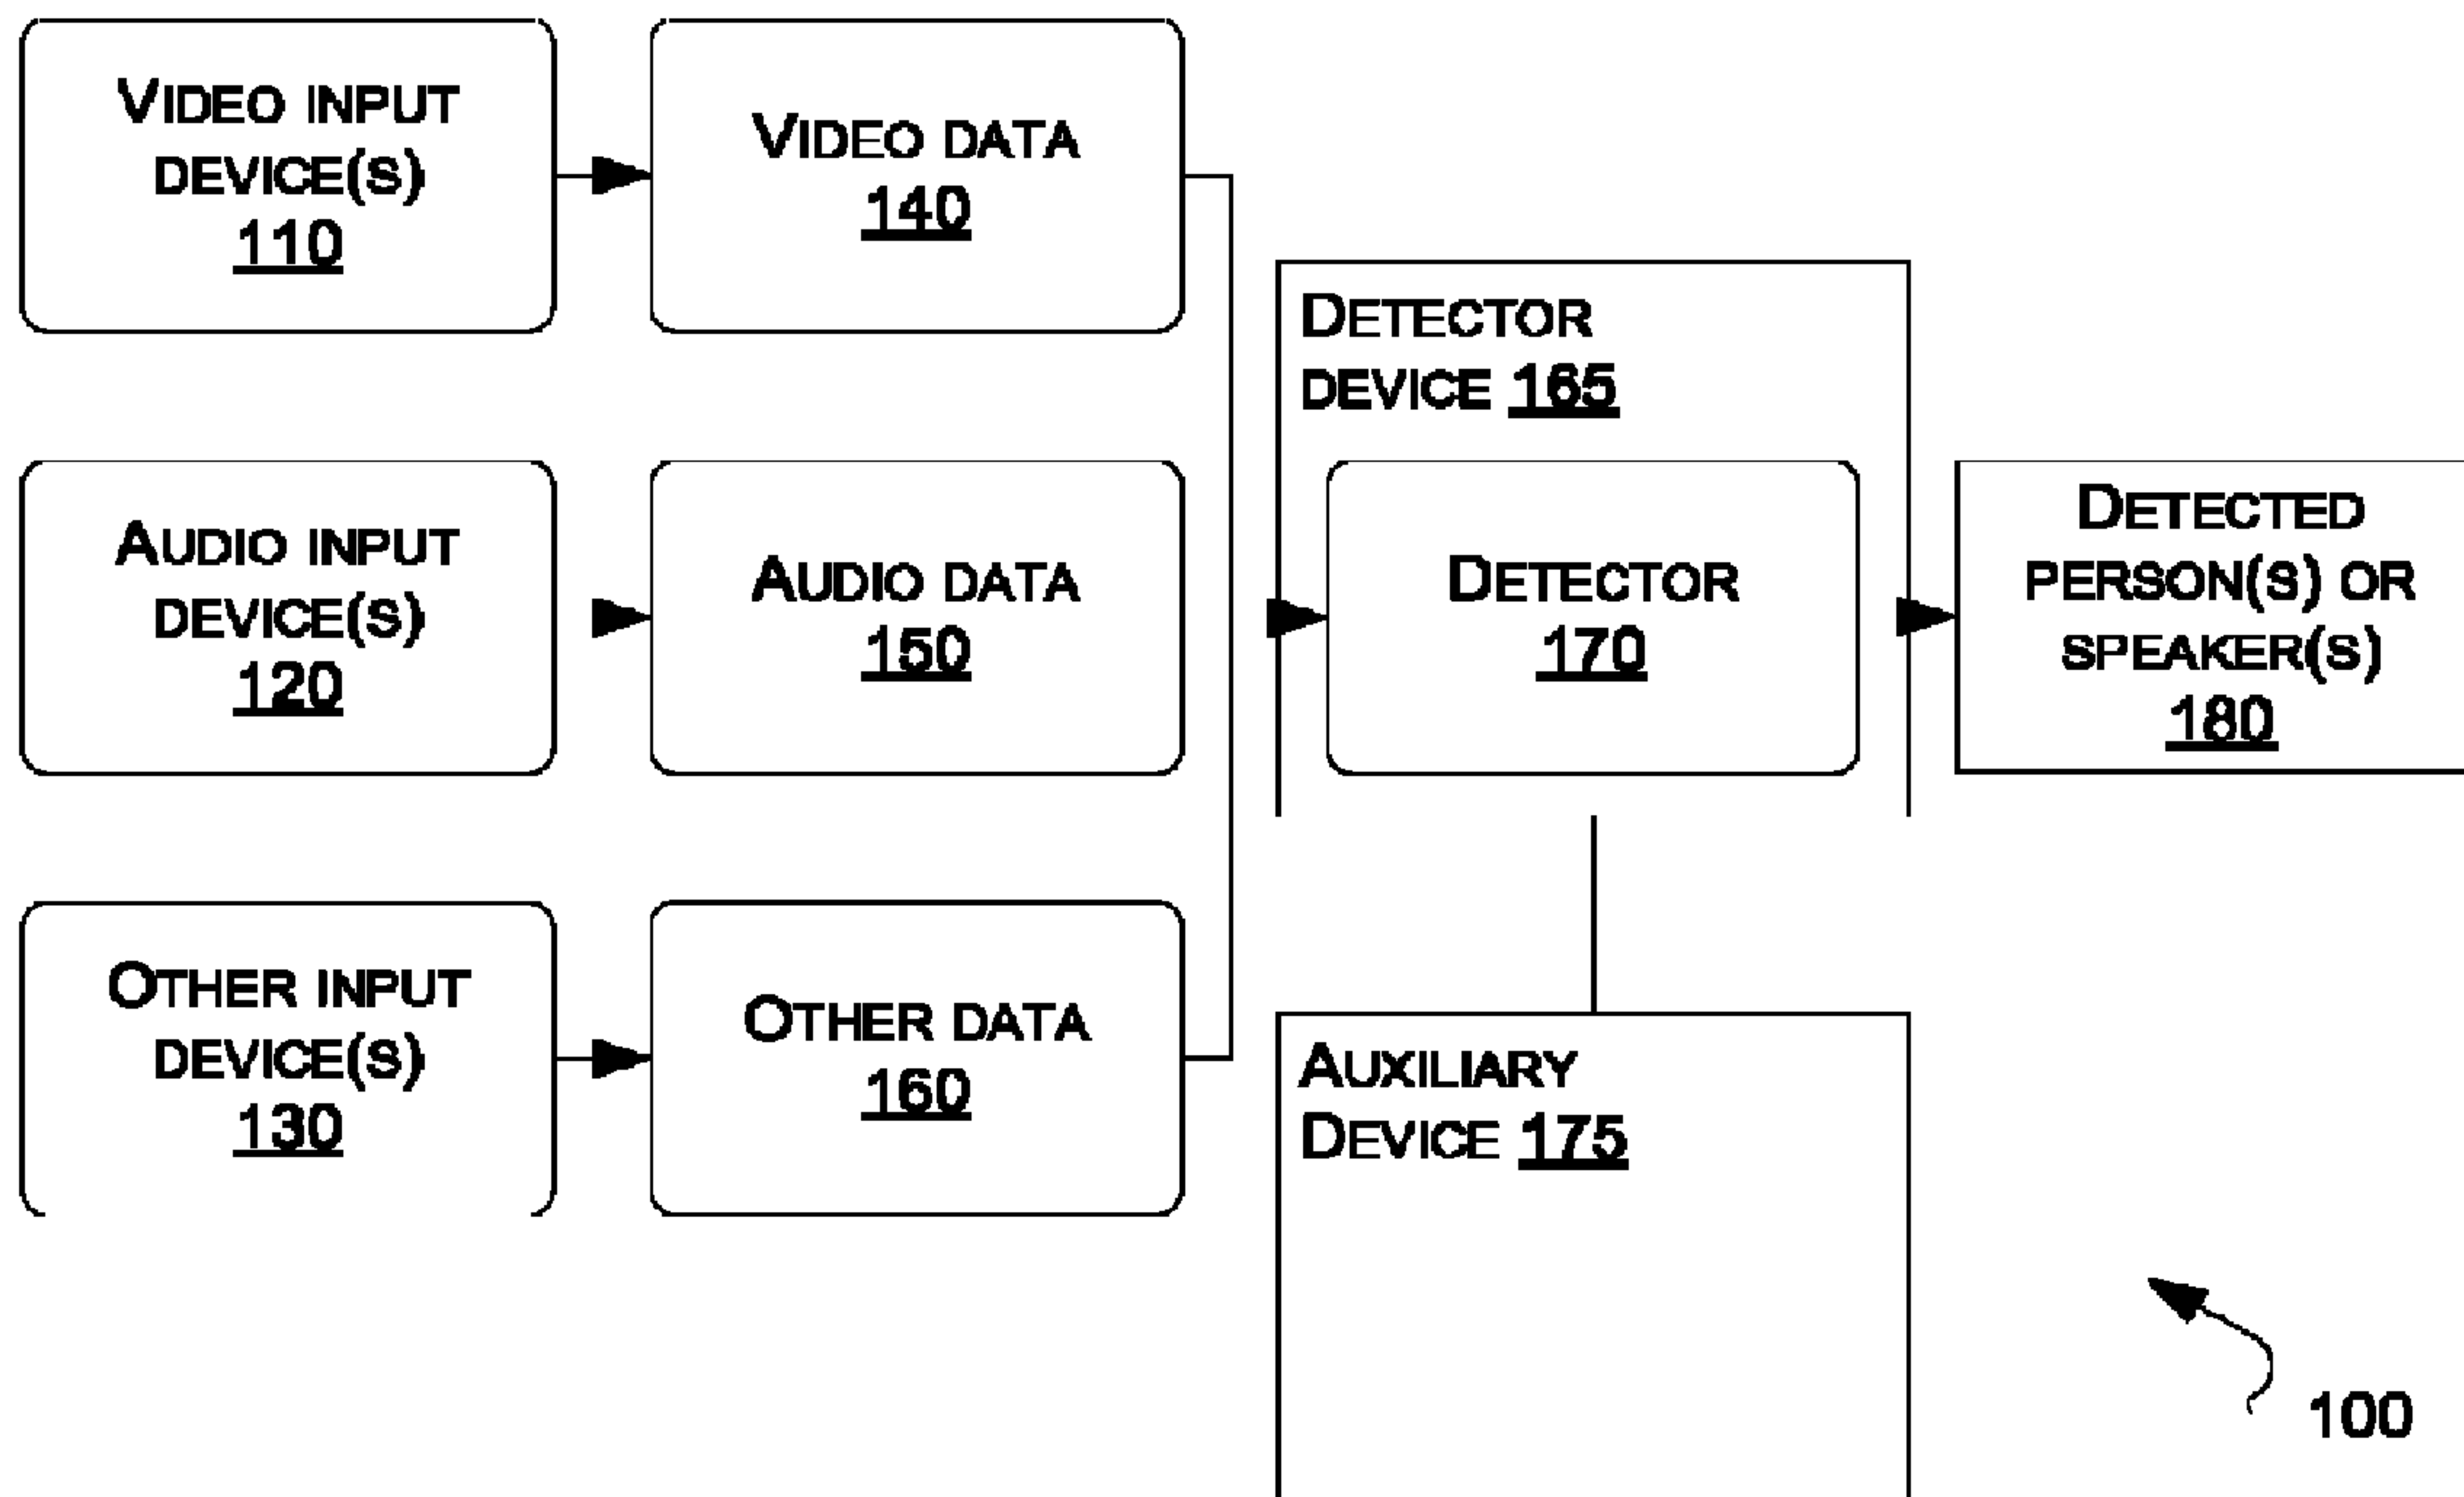 Video input
device(s)
110
Video data
140
Detector
device 165
Audio input
device(s)
120
Audio data
150
Detector
170
Detected
person(s) or
speaker(s)
180
Other input
device(s)
130
Other data
160
Auxiliary
Device 175
100